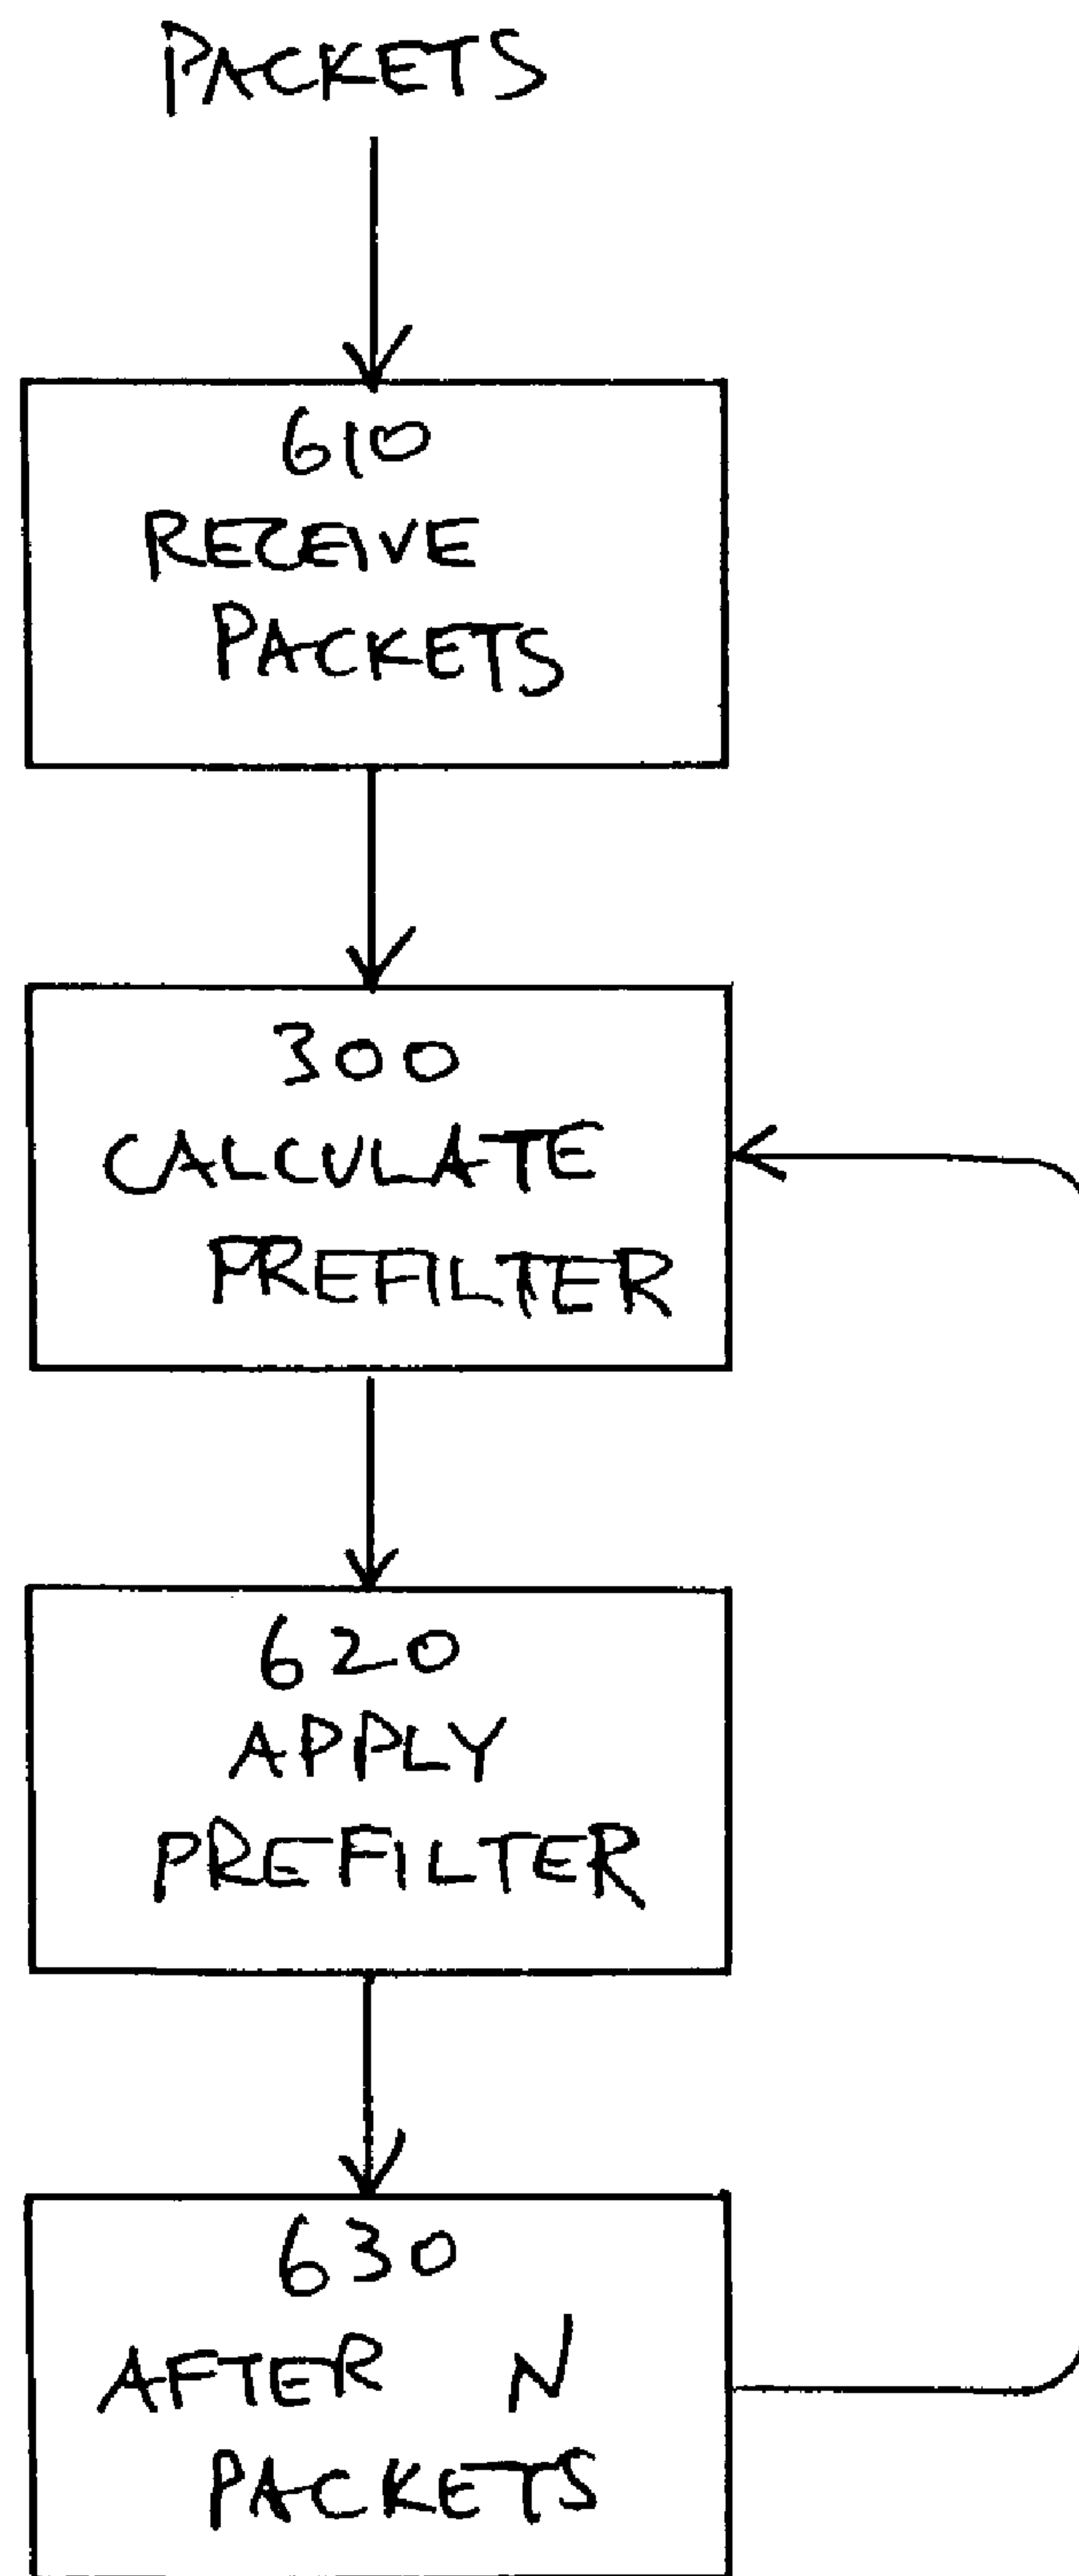 PACKETS
610
RECEIVE
PACKETS
300
CALCULATE
PREFILTER
620
APPLY
PREFILTER
630
AFTER N
PACKETS